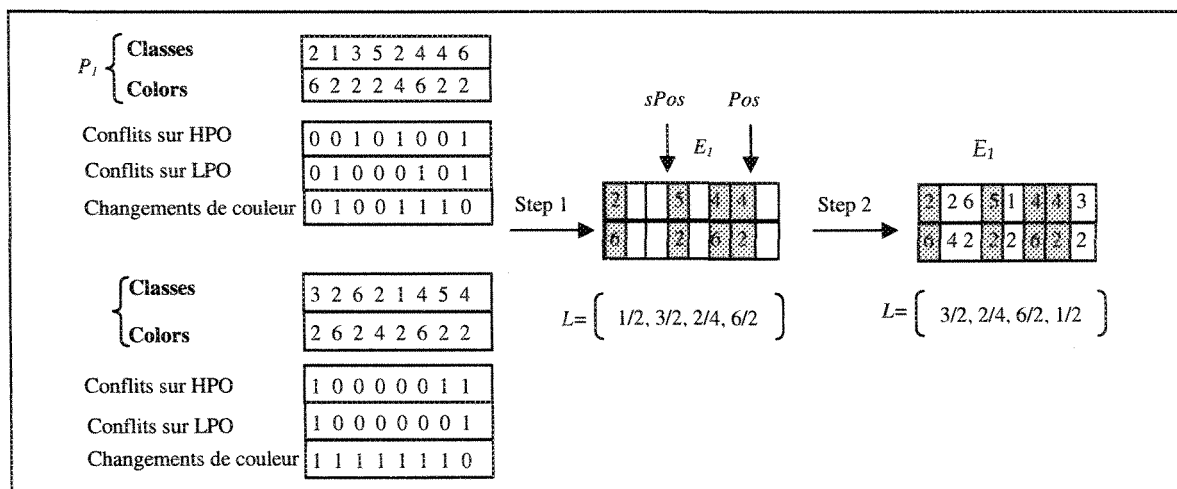 P1 { Classes
2 1 3 5 2 4 4 6
Colors
6 2 2 2 4 6 2 2
Conflits sur HPO
0 0 1 0 1 0 0 1
Conflits sur LPO
0 1 0 0 0 1 0 1
Changements de couleur
0 1 0 0 1 1 1 0
{ Classes
3 2 6 2 1 4 5 4
Colors
2 6 2 4 2 6 2 2
Conflits sur HPO
1 0 0 0 0 0 1 1
Conflits sur LPO
1 0 0 0 0 0 0 1
Changements de couleur
1 1 1 1 1 1 1 0
Step 1
sPos Pos
E1
2 5 4 4
6 2 6 2
L= { 1/2, 3/2, 2/4, 6/2 }
Step 2
E1
2 2 6 5 1 4 4 3
6 4 2 2 2 6 2 2
L= { 3/2, 2/4, 6/2, 1/2 }